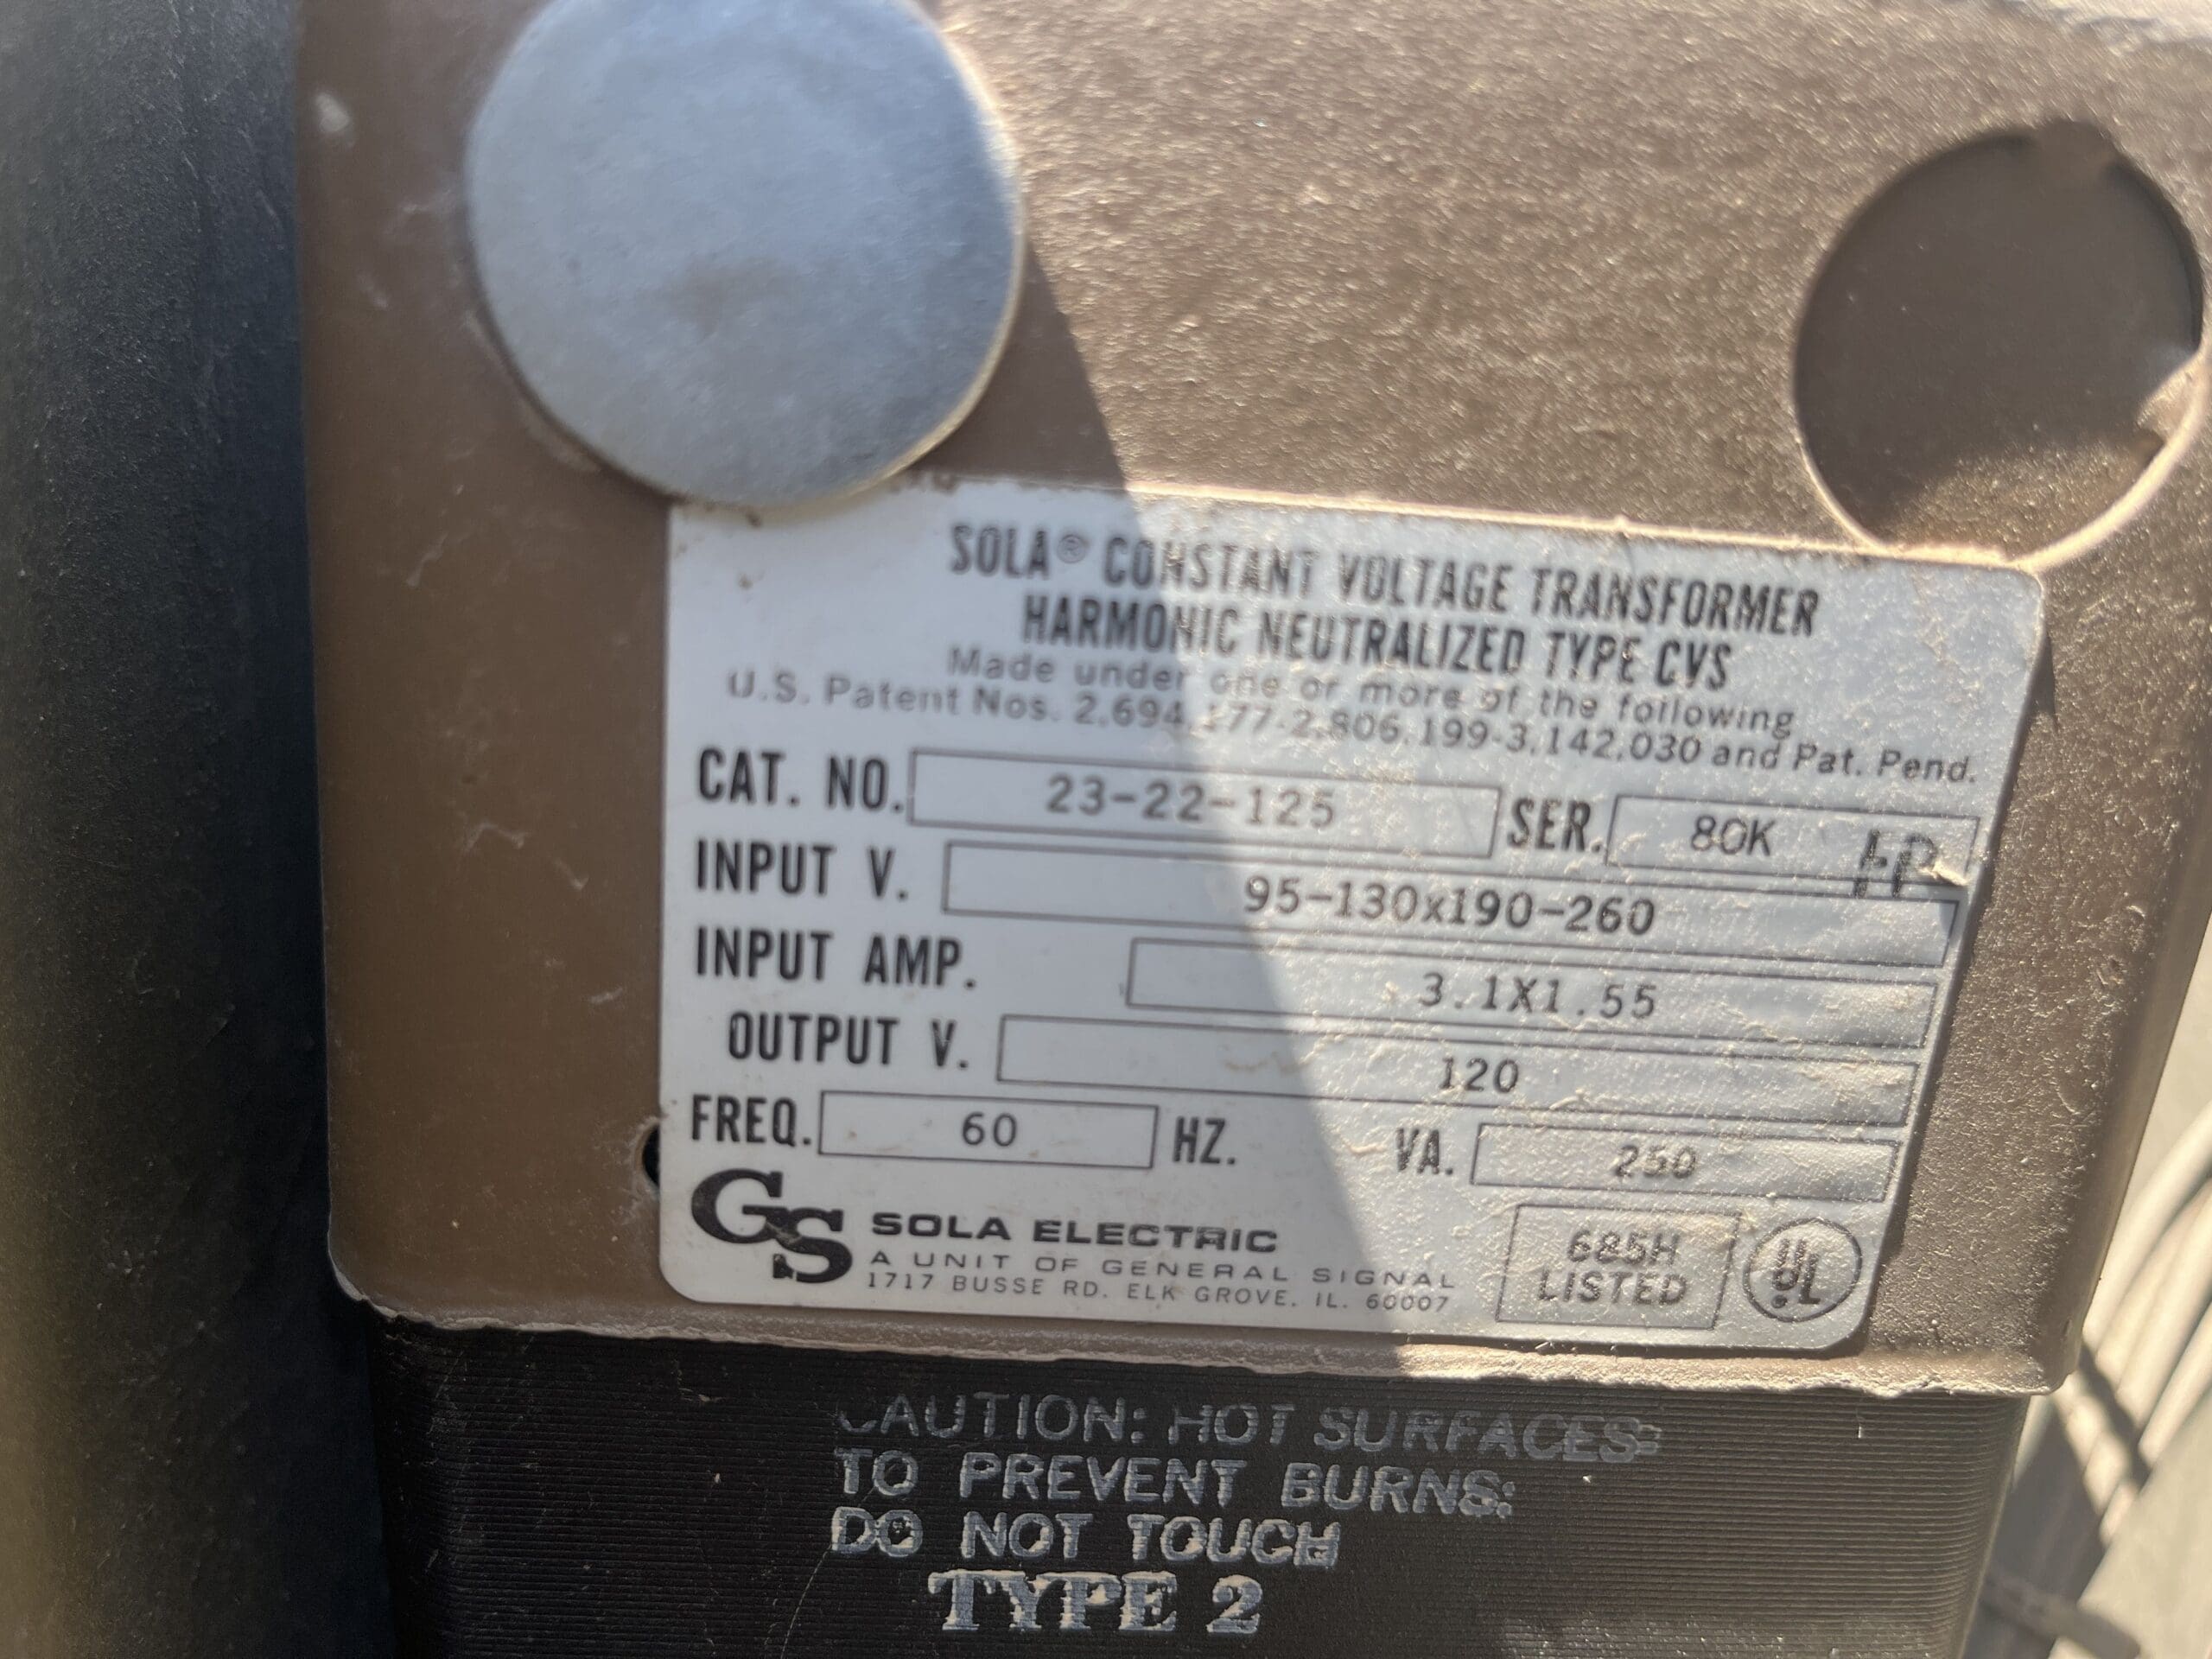 SOLA® CONSTANT VOLTAGE TRANSFORMER
HARMONIC NEUTRALIZED TYPE CVS
Made under one or more of the following
U.S. Patent Nos. 2,694,177-2,806,199-3,142,030 and Pat. Pend.
CAT. NO. 23-22-125 SER. 80K
INPUT V. 95-130x190-260
INPUT AMP. 3.1X1.55
OUTPUT V. 120
FREQ. 60 HZ. VA. 250
GS SOLA ELECTRIC
A UNIT OF GENERAL SIGNAL
1717 BUSSE RD. ELK GROVE, IL. 60007
685H
LISTED
UL
CAUTION: HOT SURFACES:
TO PREVENT BURNS:
DO NOT TOUCH
TYPE 2